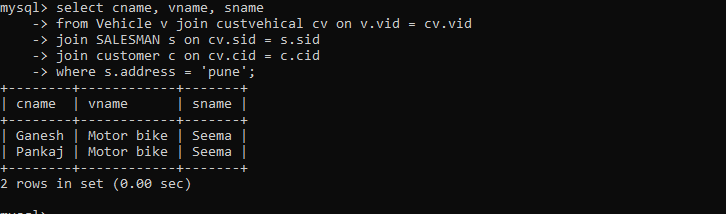 mysql> select cname, vname, sname
    -> from Vehicle v join custvehical cv on v.vid = cv.vid
    -> join SALESMAN s on cv.sid = s.sid
    -> join customer c on cv.cid = c.cid
    -> where s.address = 'pune';
+--------+------------+-------+
| cname  | vname      | sname |
+--------+------------+-------+
| Ganesh | Motor bike | Seema |
| Pankaj | Motor bike | Seema |
+--------+------------+-------+
2 rows in set (0.00 sec)
mysql>